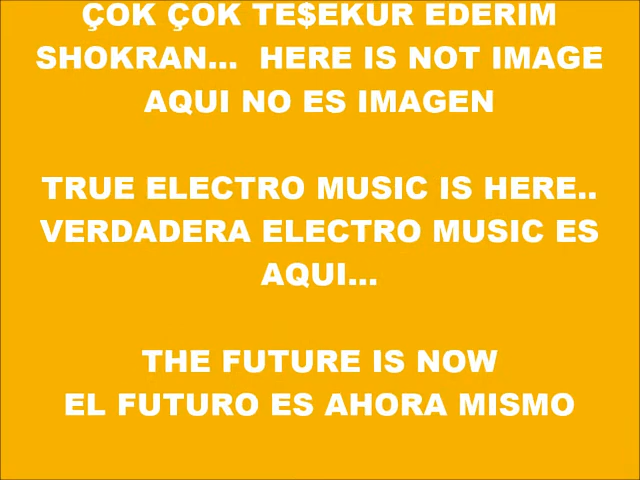 ÇOK ÇOK TE$EKUR EDERIM
SHOKRAN... HERE IS NOT IMAGE
AQUI NO ES IMAGEN
TRUE ELECTRO MUSIC IS HERE..
VERDADERA ELECTRO MUSIC ES
AQUI...
THE FUTURE IS NOW
EL FUTURO ES AHORA MISMO